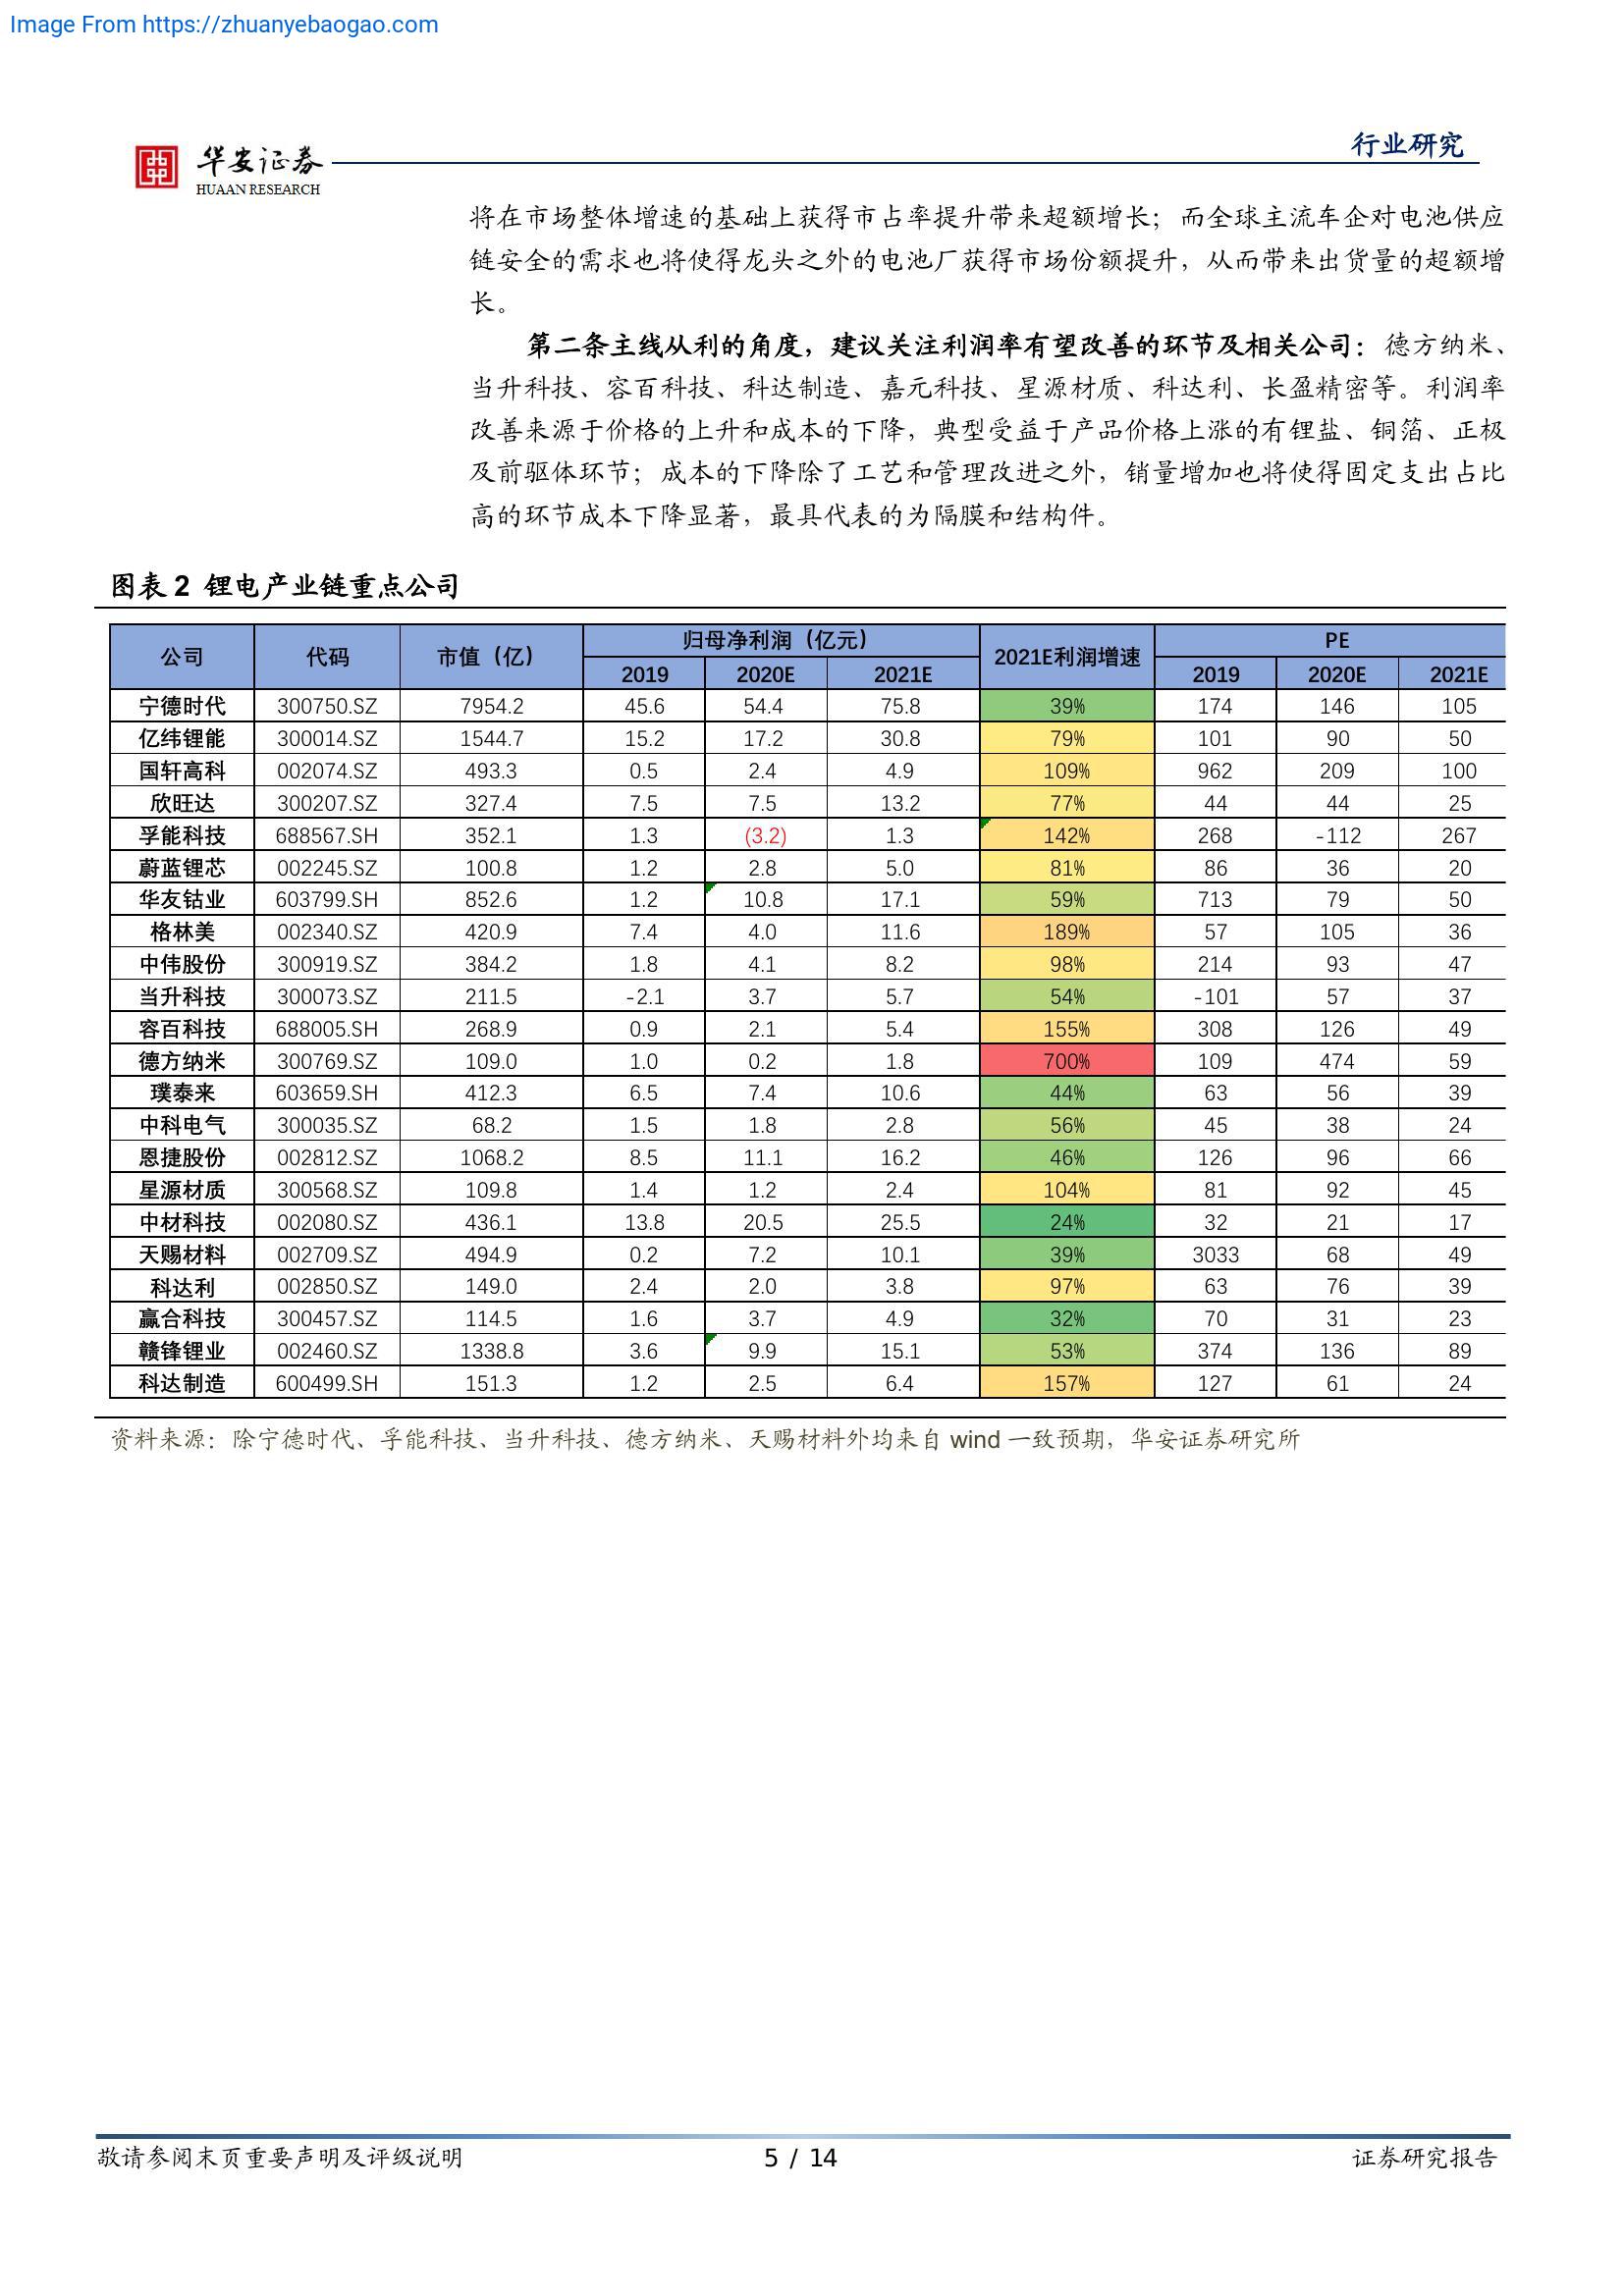 Image From https://zhuanyebaogao.com
华安证券
HUAAN RESEARCH
行业研究
将在市场整体增速的基础上获得市占率提升带来超额增长；而全球主流车企对电池供应
链安全的需求也将使得龙头之外的电池厂获得市场份额提升，从而带来出货量的超额增
长。
第二条主线从利的角度，建议关注利润率有望改善的环节及相关公司：德方纳米、
当升科技、容百科技、科达制造、嘉元科技、星源材质、科达利、长盈精密等。利润率
改善来源于价格的上升和成本的下降，典型受益于产品价格上涨的有锂盐、铜箔、正极
及前驱体环节；成本的下降除了工艺和管理改进之外，销量增加也将使得固定支出占比
高的环节成本下降显著，最具代表的为隔膜和结构件。
图表 2 锂电产业链重点公司
公司 代码 市值（亿） 归母净利润（亿元） 2021E利润增速 PE
2019 2020E 2021E 2019 2020E 2021E
宁德时代 300750.SZ 7954.2 45.6 54.4 75.8 39% 174 146 105
亿纬锂能 300014.SZ 1544.7 15.2 17.2 30.8 79% 101 90 50
国轩高科 002074.SZ 493.3 0.5 2.4 4.9 109% 962 209 100
欣旺达 300207.SZ 327.4 7.5 7.5 13.2 77% 44 44 25
孚能科技 688567.SH 352.1 1.3 (3.2) 1.3 142% 268 -112 267
蔚蓝锂芯 002245.SZ 100.8 1.2 2.8 5.0 81% 86 36 20
华友钴业 603799.SH 852.6 1.2 10.8 17.1 59% 713 79 50
格林美 002340.SZ 420.9 7.4 4.0 11.6 189% 57 105 36
中伟股份 300919.SZ 384.2 1.8 4.1 8.2 98% 214 93 47
当升科技 300073.SZ 211.5 -2.1 3.7 5.7 54% -101 57 37
容百科技 688005.SH 268.9 0.9 2.1 5.4 155% 308 126 49
德方纳米 300769.SZ 109.0 1.0 0.2 1.8 700% 109 474 59
璞泰来 603659.SH 412.3 6.5 7.4 10.6 44% 63 56 39
中科电气 300035.SZ 68.2 1.5 1.8 2.8 56% 45 38 24
恩捷股份 002812.SZ 1068.2 8.5 11.1 16.2 46% 126 96 66
星源材质 300568.SZ 109.8 1.4 1.2 2.4 104% 81 92 45
中材科技 002080.SZ 436.1 13.8 20.5 25.5 24% 32 21 17
天赐材料 002709.SZ 494.9 0.2 7.2 10.1 39% 3033 68 49
科达利 002850.SZ 149.0 2.4 2.0 3.8 97% 63 76 39
赢合科技 300457.SZ 114.5 1.6 3.7 4.9 32% 70 31 23
赣锋锂业 002460.SZ 1338.8 3.6 9.9 15.1 53% 374 136 89
科达制造 600499.SH 151.3 1.2 2.5 6.4 157% 127 61 24
资料来源：除宁德时代、孚能科技、当升科技、德方纳米、天赐材料外均来自 wind 一致预期，华安证券研究所
敬请参阅末页重要声明及评级说明 5 / 14 证券研究报告